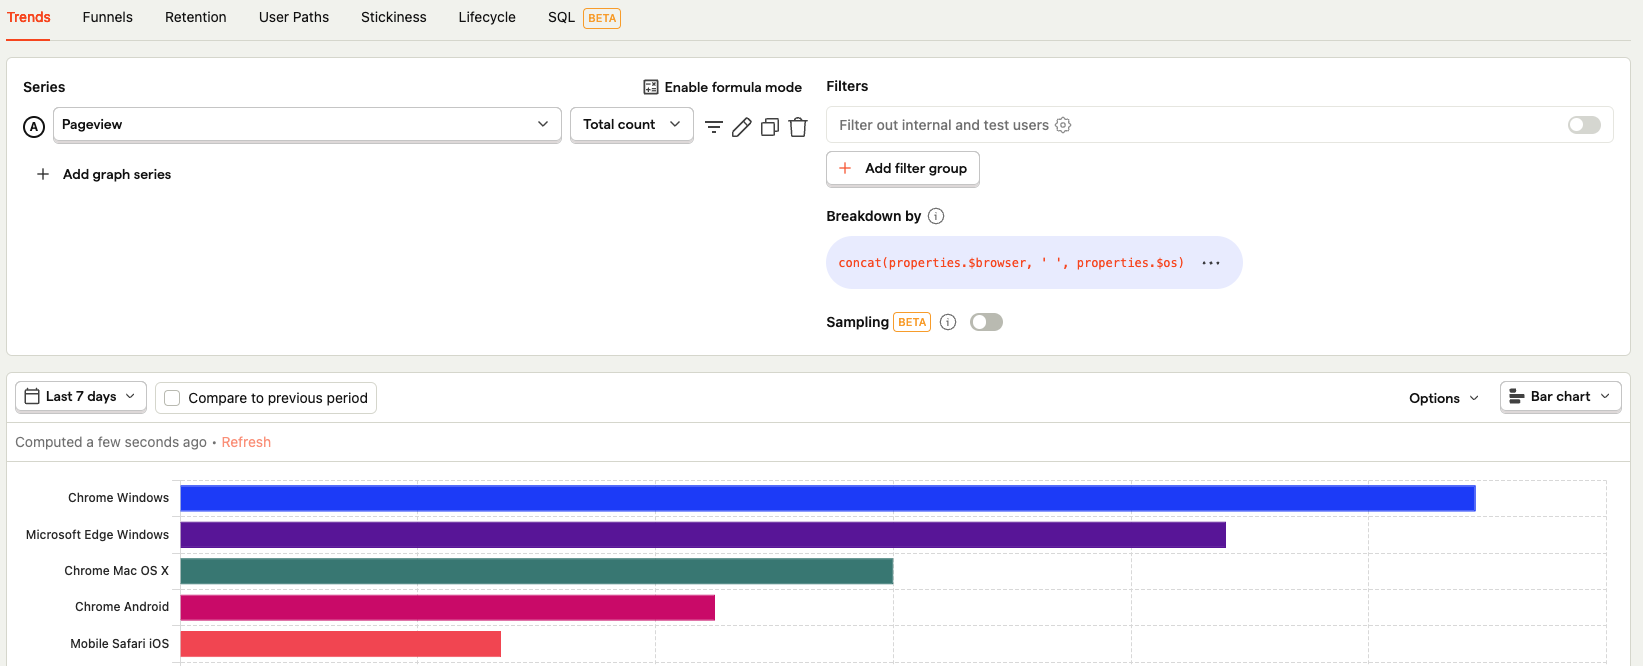 Trends Funnels Retention User Paths Stickiness Lifecycle SQL BETA
Series
Enable formula mode
A Pageview Total count
Add graph series
Filters
Filter out internal and test users
Add filter group
Breakdown by
concat(properties.$browser, ' ', properties.$os) ...
Sampling BETA
Last 7 days Compare to previous period Options Bar chart
Computed a few seconds ago • Refresh
Chrome Windows
Microsoft Edge Windows
Chrome Mac OS X
Chrome Android
Mobile Safari iOS